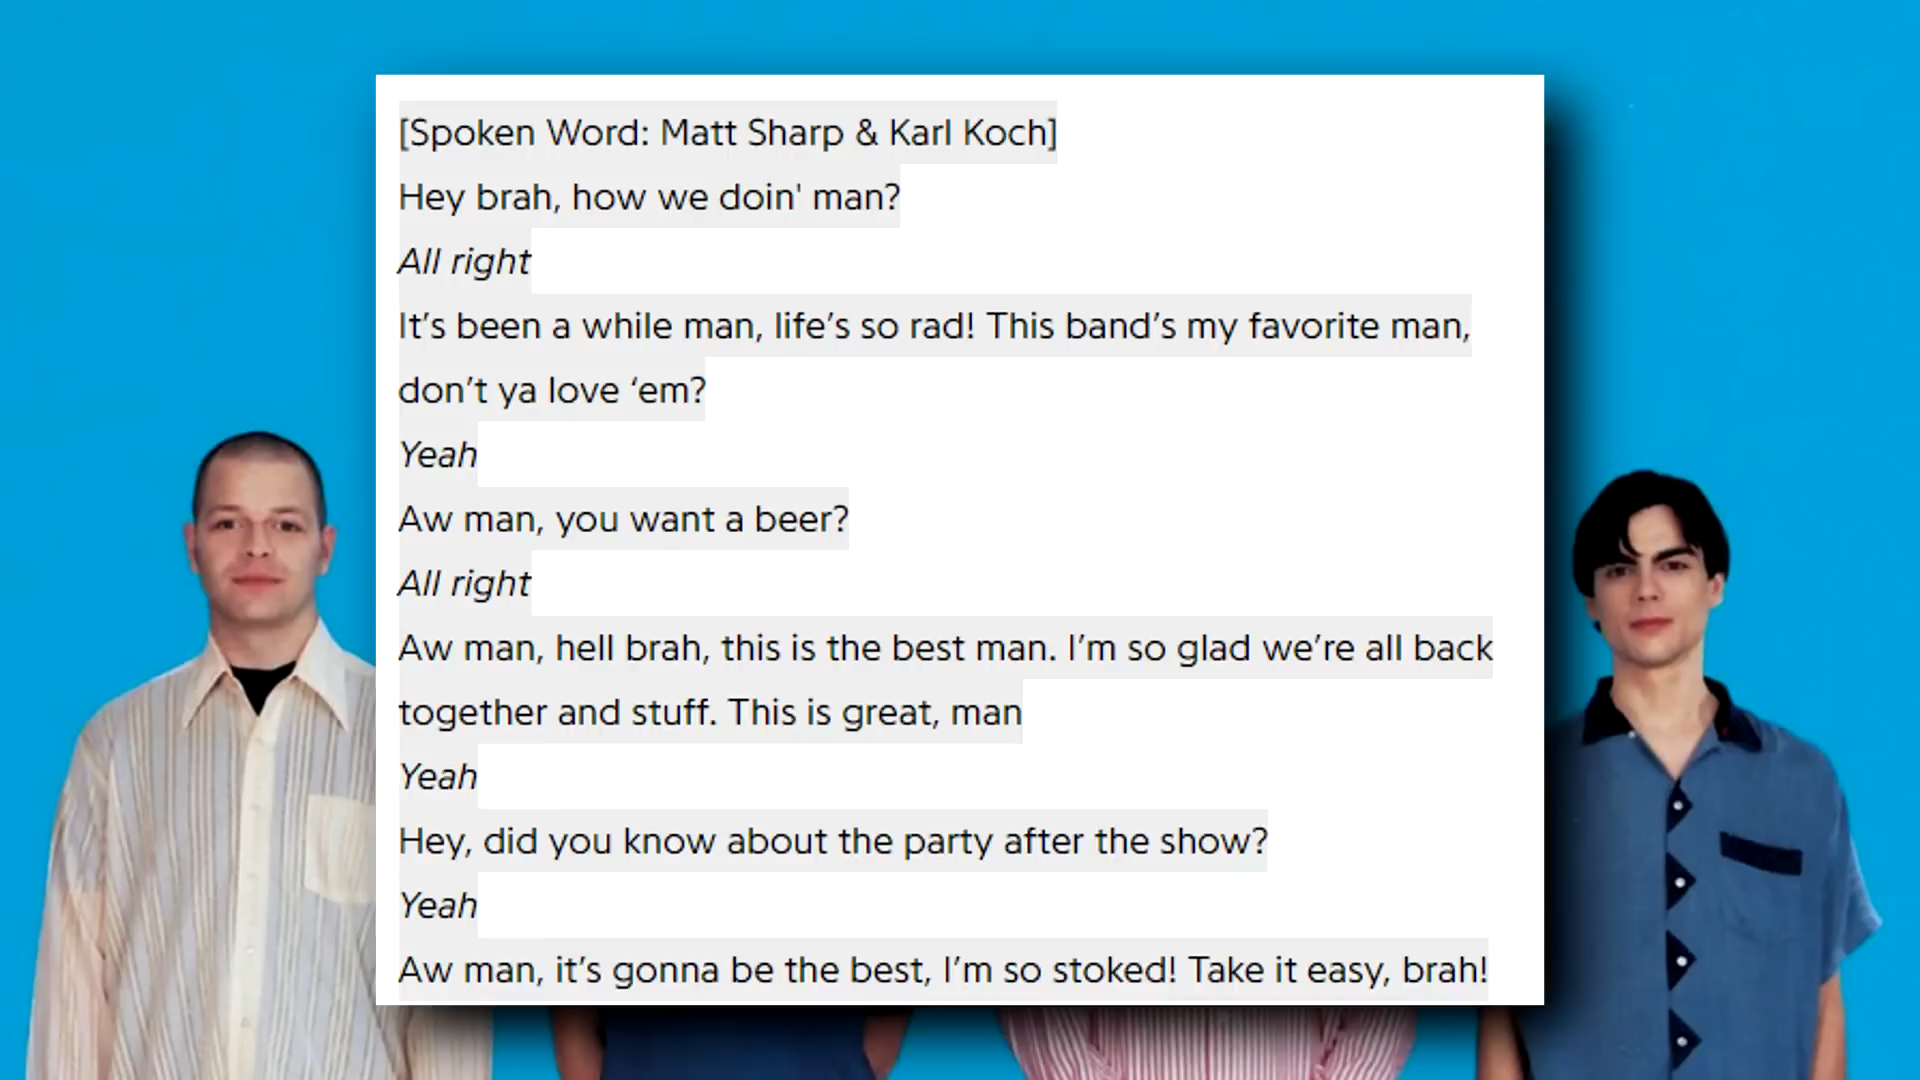 [Spoken Word: Matt Sharp & Karl Koch]
Hey brah, how we doin' man?
All right
It’s been a while man, life’s so rad! This band’s my favorite man,
don’t ya love ‘em?
Yeah
Aw man, you want a beer?
All right
Aw man, hell brah, this is the best man. I’m so glad we’re all back
together and stuff. This is great, man
Yeah
Hey, did you know about the party after the show?
Yeah
Aw man, it’s gonna be the best, I’m so stoked! Take it easy, brah!